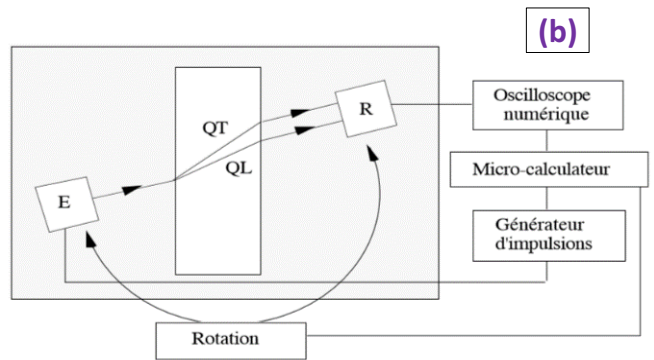 (b)
E
QT
QL
R
Oscilloscope
numérique
Micro-calculateur
Générateur
d'impulsions
Rotation